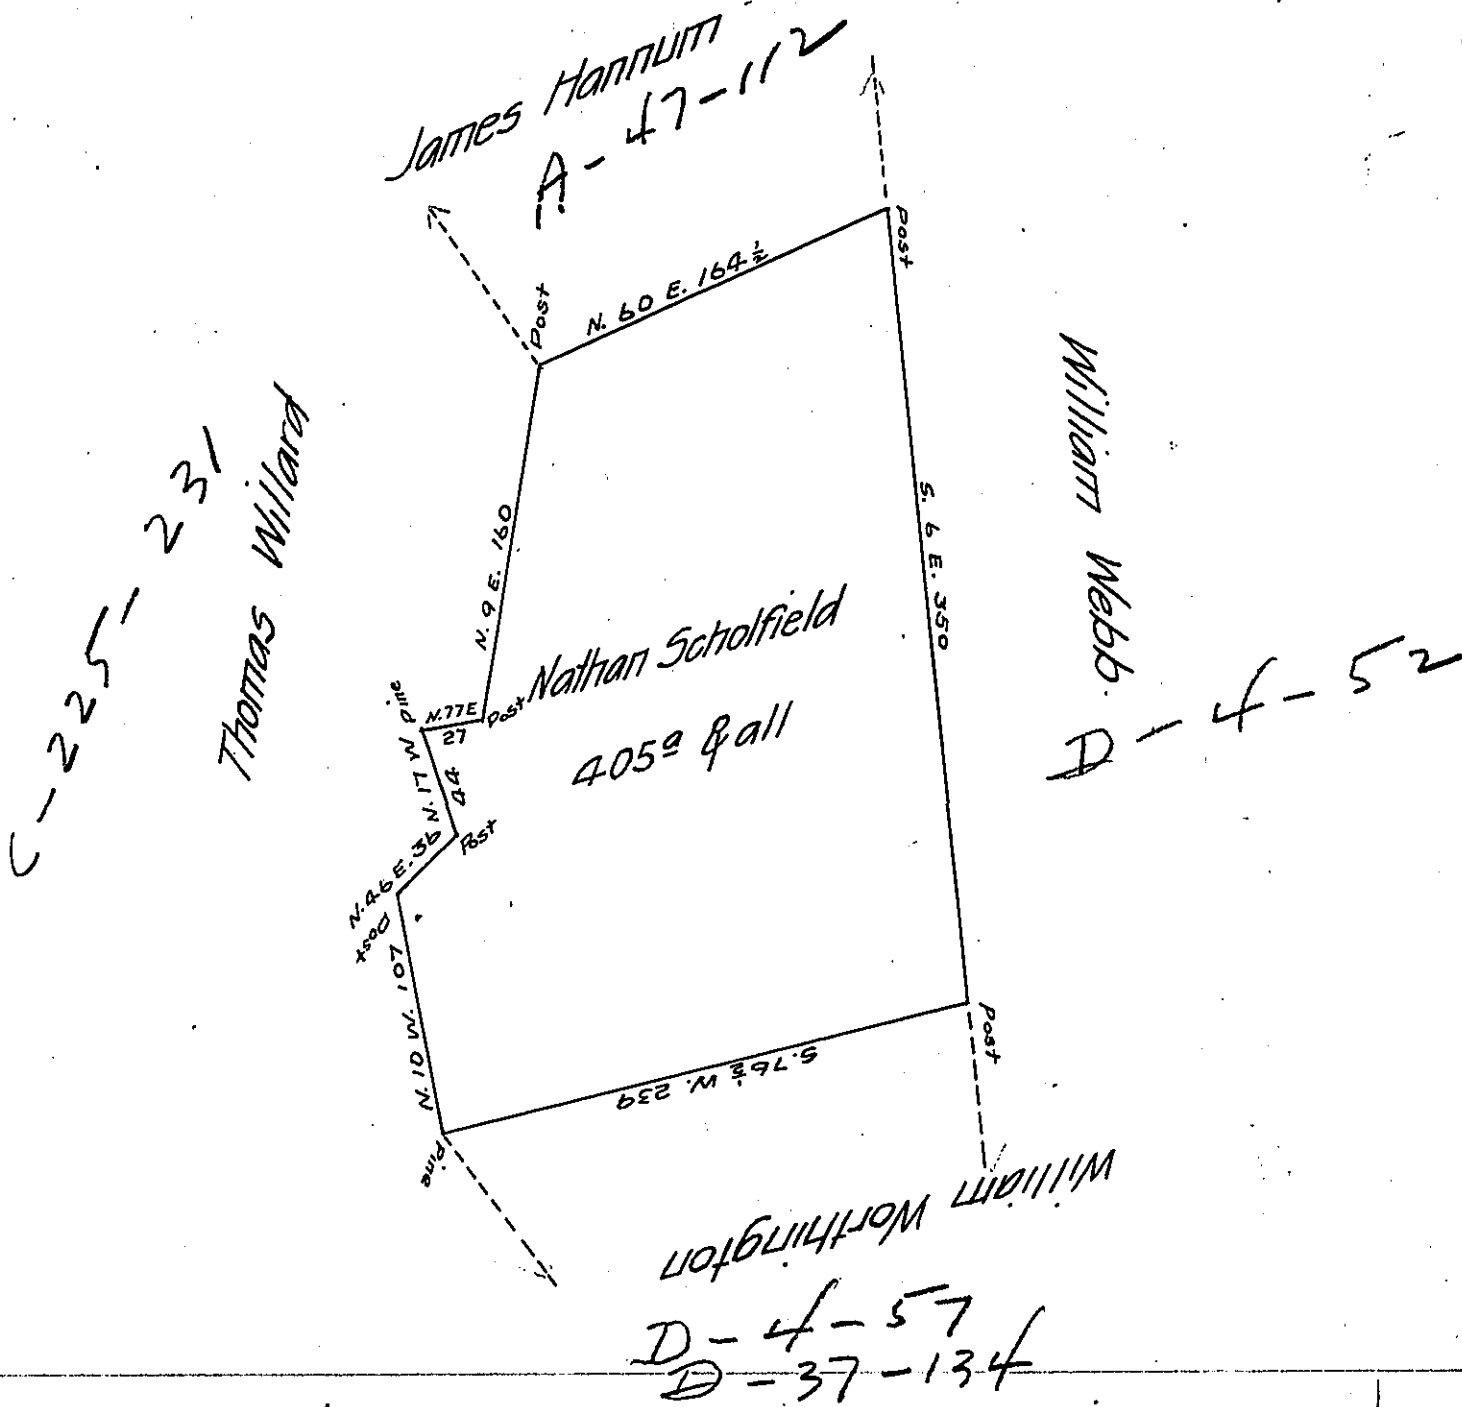 James Hannum
A-47-112
Post
N. 60 E. 164½
Post
C-225-231
Thomas Willard
N. 9 E. 160
S. 6 E. 350
William Webb.
D-4-52
Nathan Scholfield
405ª & all
Pine
N.77E
27
Post
N. 17 W
44
Post
N. 46 E. 36
Post
N. 10 W. 107
Pine
S. 76½ W. 239
Post
William Worthington
D-4-57
D-37-134